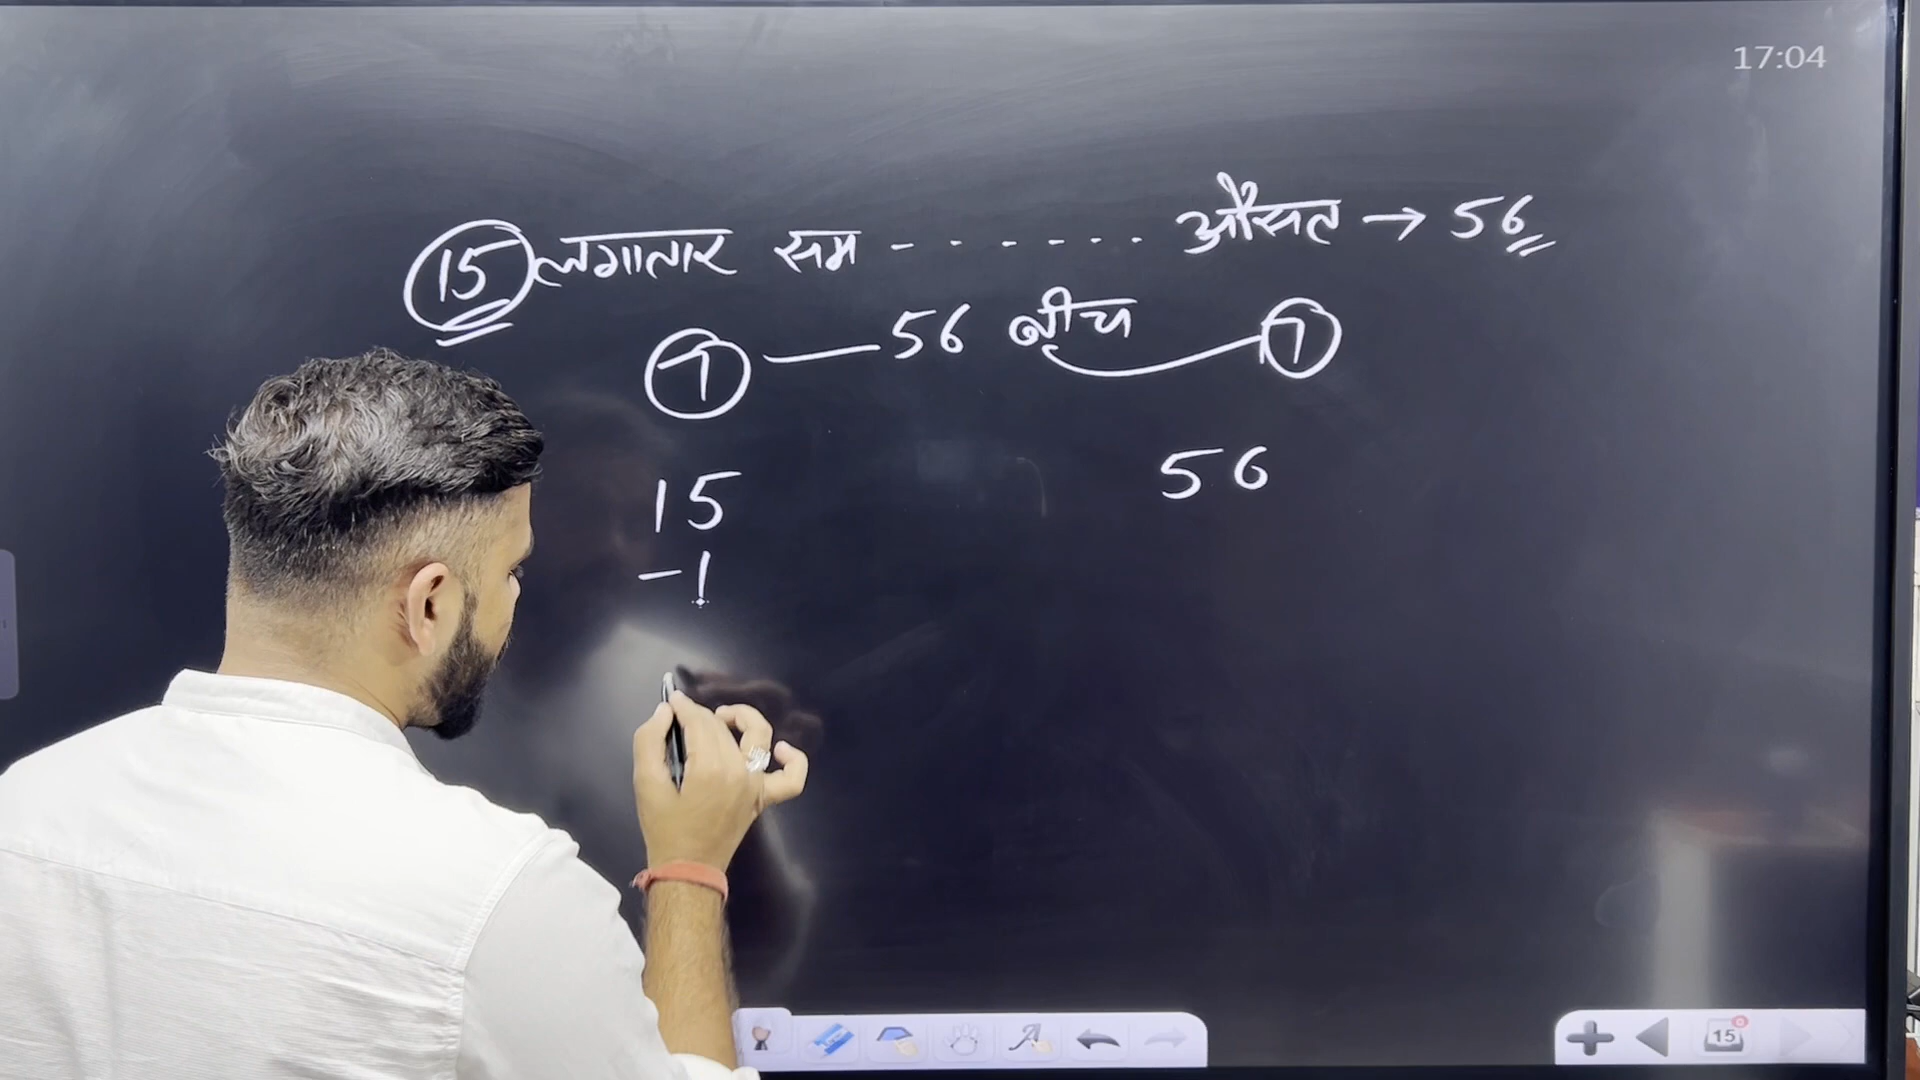 17:04
15 लगातार सम - - - - - - औसत → 56
7 — 56 बीच 7
15
56
-1
15